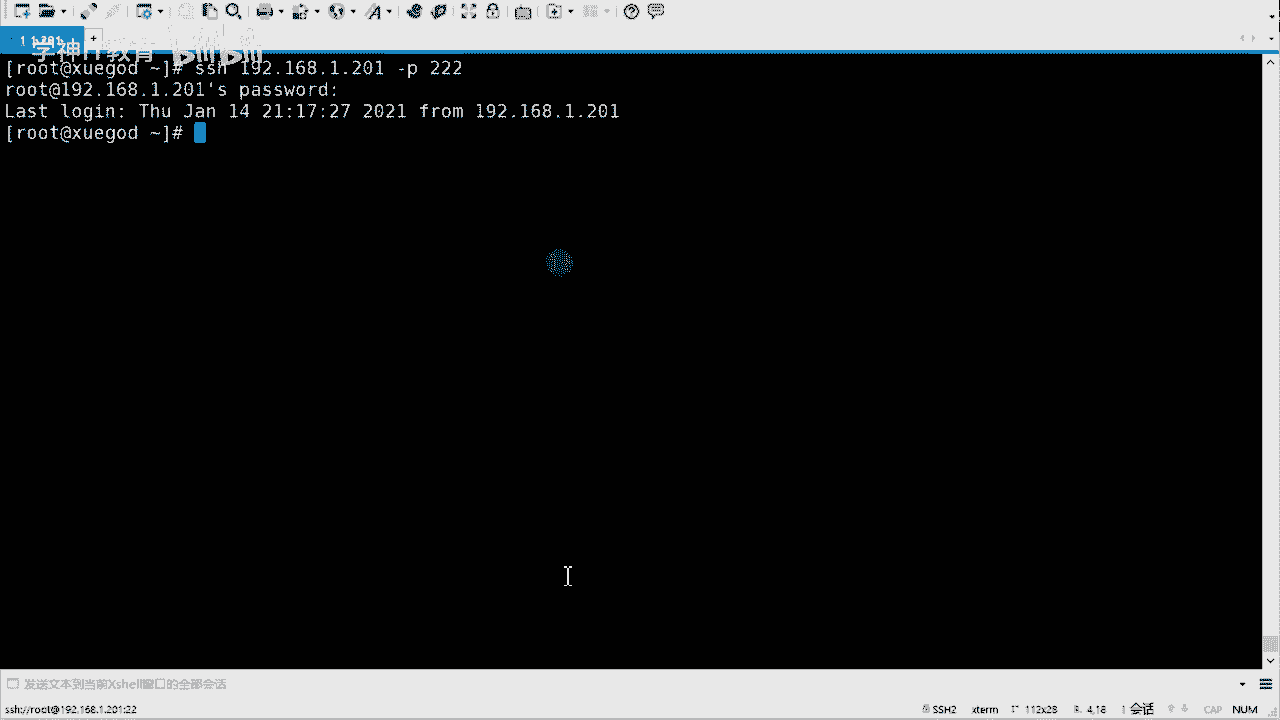 1 1.201
学神IT教育 bilibili
[root@xuegod ~]# ssh 192.168.1.201 -p 222
root@192.168.1.201's password:
Last login: Thu Jan 14 21:17:27 2021 from 192.168.1.201
[root@xuegod ~]#
发送文本到当前Xshell窗口的全部会话
ssh://root@192.168.1.201:22 SSH2 xterm 112x28 4,18 1 会话 CAP NUM